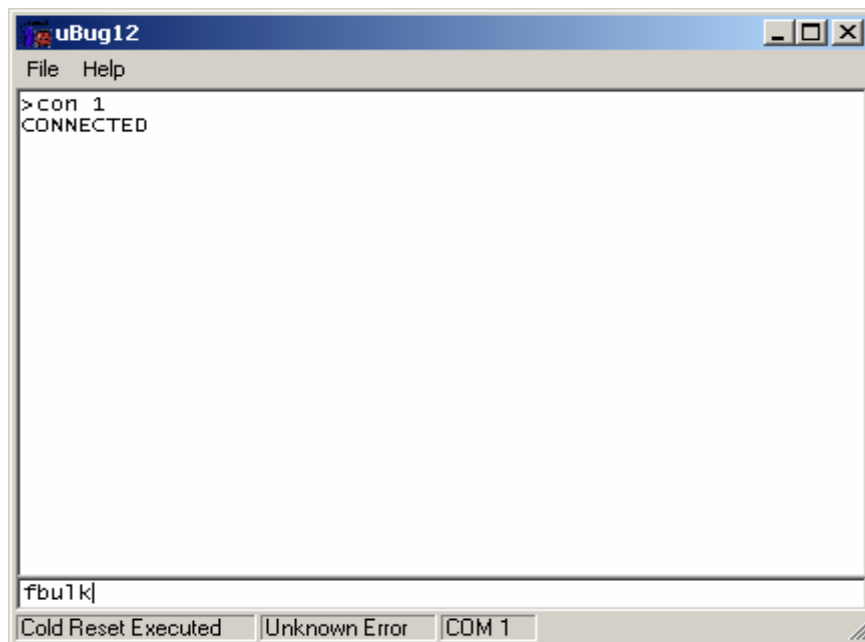 uBug12
File Help
>con 1
CONNECTED
fbulk
Cold Reset Executed Unknown Error COM 1